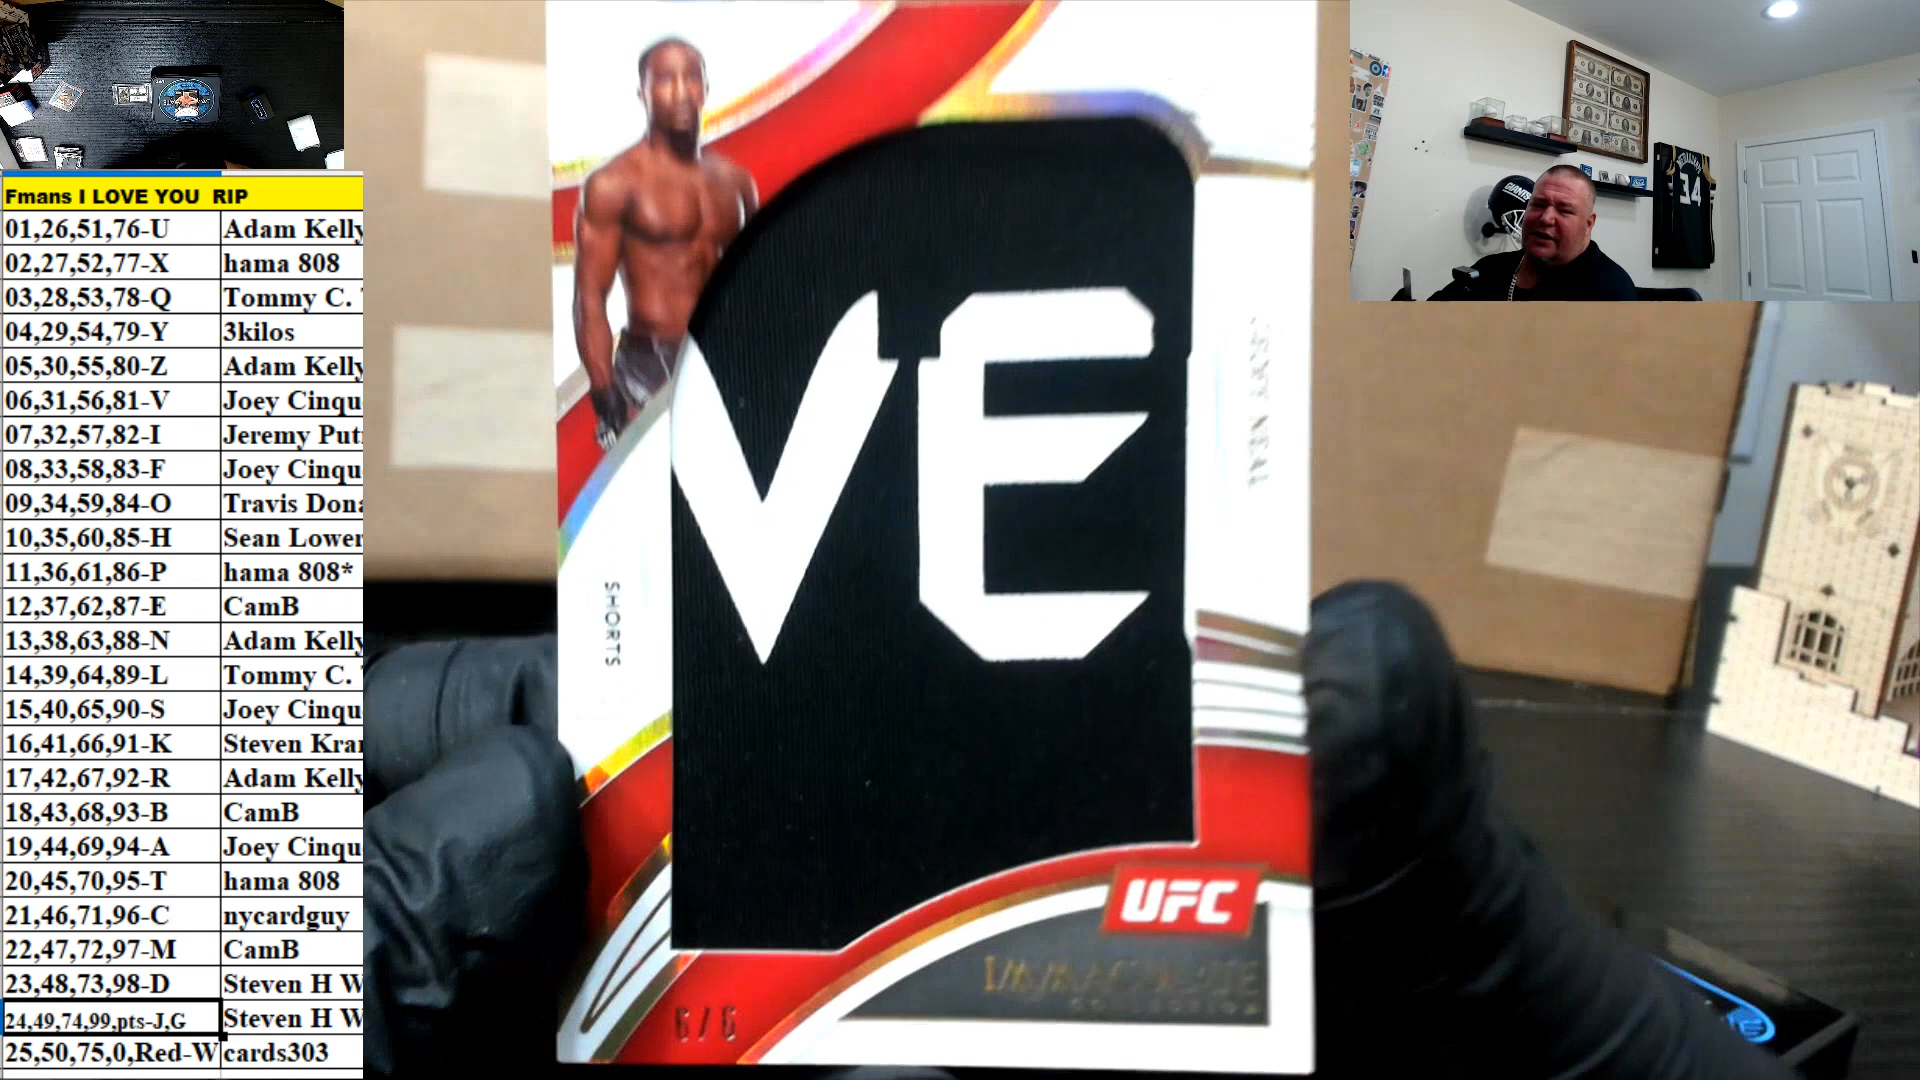 Fmans I LOVE YOU RIP
01,26,51,76-U Adam Kelly
02,27,52,77-X hama 808
03,28,53,78-Q Tommy C.
04,29,54,79-Y 3kilos
05,30,55,80-Z Adam Kelly
06,31,56,81-V Joey Cinqu
07,32,57,82-I Jeremy Put
08,33,58,83-F Joey Cinqu
09,34,59,84-O Travis Dona
10,35,60,85-H Sean Lower
11,36,61,86-P hama 808*
12,37,62,87-E CamB
13,38,63,88-N Adam Kelly
14,39,64,89-L Tommy C.
15,40,65,90-S Joey Cinqu
16,41,66,91-K Steven Kra
17,42,67,92-R Adam Kelly
18,43,68,93-B CamB
19,44,69,94-A Joey Cinqu
20,45,70,95-T hama 808
21,46,71,96-C nycardguy
22,47,72,97-M CamB
23,48,73,98-D Steven H W
24,49,74,99,pts-J,G Steven H W
25,50,75,0,Red-W cards303
VE
SHORTS
UFC
IMMACULATE
COLLECTION
6/6
GIANTS
34